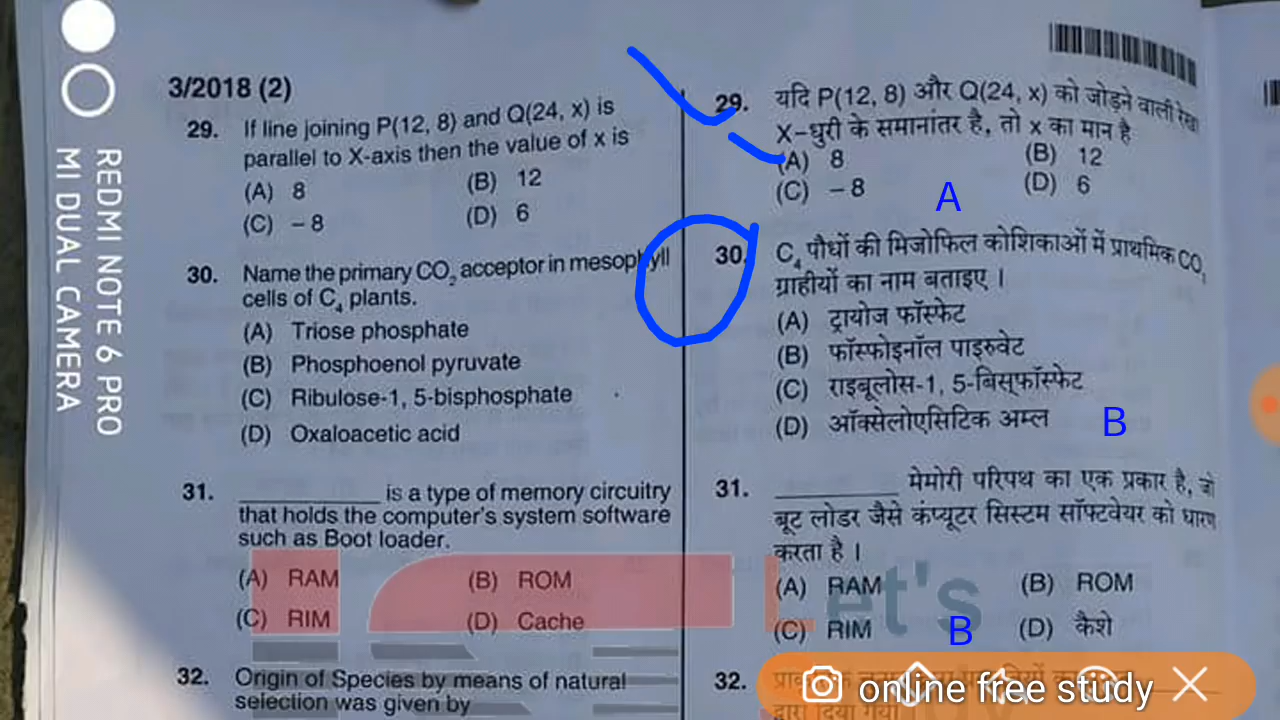 3/2018 (2)
29. If line joining P(12, 8) and Q(24, x) is
parallel to X-axis then the value of x is
(A) 8 (B) 12
(C) – 8 (D) 6
30. Name the primary CO₂ acceptor in mesophyll
cells of C₄ plants.
(A) Triose phosphate
(B) Phosphoenol pyruvate
(C) Ribulose-1, 5-bisphosphate
(D) Oxaloacetic acid
31. ____________ is a type of memory circuitry
that holds the computer's system software
such as Boot loader.
(A) RAM (B) ROM
(C) RIM (D) Cache
32. Origin of Species by means of natural
selection was given by
29. यदि P(12, 8) और Q(24, x) को जोड़ने वाली रेखा
X–धुरी के समानांतर है, तो x का मान है
(A) 8 (B) 12
(C) – 8 (D) 6
A
30. C₄ पौधों की मिजोफिल कोशिकाओं में प्राथमिक CO₂
ग्राहीयों का नाम बताइए ।
(A) ट्रायोज फॉस्फेट
(B) फॉस्फोइनॉल पाइरुवेट
(C) राइबूलोस-1, 5-बिस्फॉस्फेट
(D) ऑक्सेलोएसिटिक अम्ल
B
31. ____________ मेमोरी परिपथ का एक प्रकार है, जो
बूट लोडर जैसे कंप्यूटर सिस्टम सॉफ्टवेयर को धारण
करता है ।
(A) RAM (B) ROM
(C) RIM (D) कैशे
B
32.
द्वारा दिया गया ।
Let's
online free study
REDMI NOTE 6 PRO
MI DUAL CAMERA